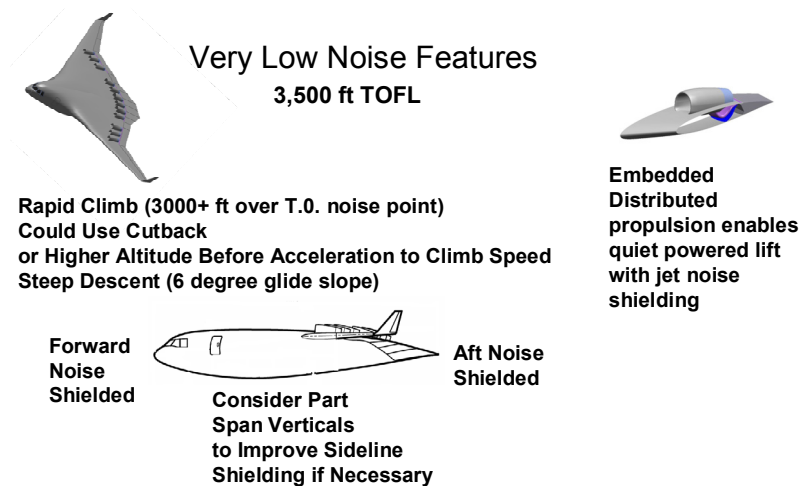 Very Low Noise Features
3,500 ft TOFL
Rapid Climb (3000+ ft over T.0. noise point)
Could Use Cutback
or Higher Altitude Before Acceleration to Climb Speed
Steep Descent (6 degree glide slope)
Embedded
Distributed
propulsion enables
quiet powered lift
with jet noise
shielding
Forward
Noise
Shielded
Aft Noise
Shielded
Consider Part
Span Verticals
to Improve Sideline
Shielding if Necessary